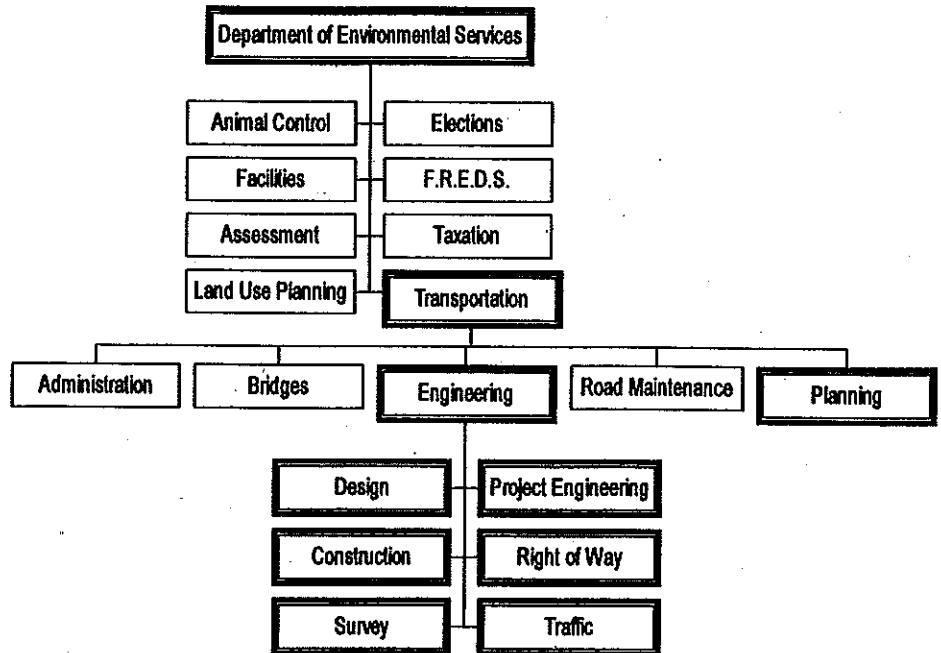 Department of Environmental Services
Animal Control
Elections
Facilities
F.R.E.D.S.
Assessment
Taxation
Land Use Planning
Transportation
Administration
Bridges
Engineering
Road Maintenance
Planning
Design
Project Engineering
Construction
Right of Way
Survey
Traffic